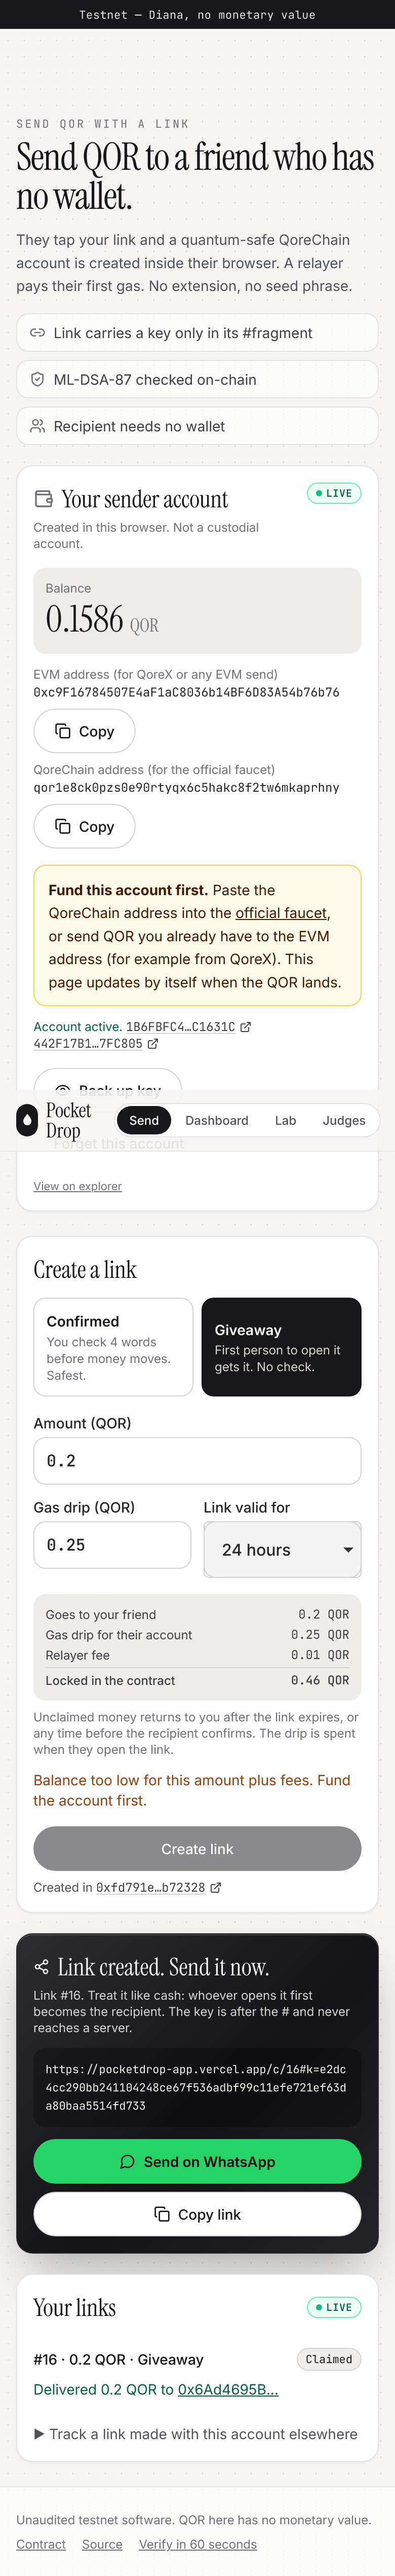 Testnet — Diana, no monetary value
SEND QOR WITH A LINK
Send QOR to a friend who has
no wallet.
They tap your link and a quantum-safe QoreChain
account is created inside their browser. A relayer
pays their first gas. No extension, no seed phrase.
Link carries a key only in its #fragment
ML-DSA-87 checked on-chain
Recipient needs no wallet
Your sender account
LIVE
Created in this browser. Not a custodial
account.
Balance
0.1586 QOR
EVM address (for QoreX or any EVM send)
0xc9F16784507E4aF1aC8036b14BF6D83A54b76b76
Copy
QoreChain address (for the official faucet)
qor1e8ck0pzs0e90rtyqx6c5hakc8f2tw6mkaprhny
Copy
Fund this account first. Paste the
QoreChain address into the official faucet,
or send QOR you already have to the EVM
address (for example from QoreX). This
page updates by itself when the QOR lands.
Account active. 1B6FBFC4…C1631C
442F17B1…7FC805
Back up key
Pocket
Drop
Send
Dashboard
Lab
Judges
Forget this account
View on explorer
Create a link
Confirmed
You check 4 words
before money moves.
Safest.
Giveaway
First person to open it
gets it. No check.
Amount (QOR)
0.2
Gas drip (QOR)
Link valid for
0.25
24 hours
Goes to your friend 0.2 QOR
Gas drip for their account 0.25 QOR
Relayer fee 0.01 QOR
Locked in the contract 0.46 QOR
Unclaimed money returns to you after the link expires, or
any time before the recipient confirms. The drip is spent
when they open the link.
Balance too low for this amount plus fees. Fund
the account first.
Create link
Created in 0xfd791e…b72328
Link created. Send it now.
Link #16. Treat it like cash: whoever opens it first
becomes the recipient. The key is after the # and never
reaches a server.
https://pocketdrop-app.vercel.app/c/16#k=e2dc
4cc290bb241104248ce67f536adbf99c11efe721ef63d
a80baa5514fd733
Send on WhatsApp
Copy link
Your links
LIVE
#16 · 0.2 QOR · Giveaway
Claimed
Delivered 0.2 QOR to 0x6Ad4695B…
Track a link made with this account elsewhere
Unaudited testnet software. QOR here has no monetary value.
Contract Source Verify in 60 seconds